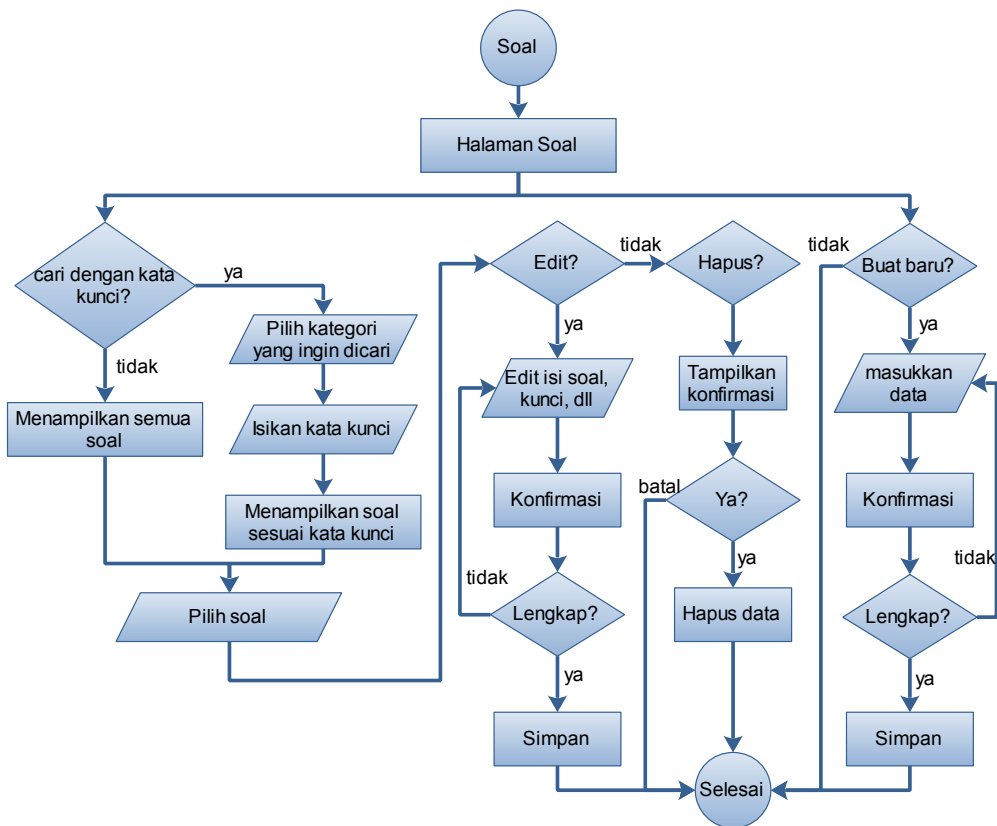 Soal
Halaman Soal
cari dengan kata
kunci?
ya
tidak
Menampilkan semua
soal
Pilih kategori
yang ingin dicari
Isikan kata kunci
Menampilkan soal
sesuai kata kunci
Pilih soal
Edit?
tidak
ya
Edit isi soal,
kunci, dll
Konfirmasi
tidak
Lengkap?
ya
Simpan
Hapus?
Tampilkan
konfirmasi
batal
Ya?
ya
Hapus data
tidak
Buat baru?
ya
masukkan
data
Konfirmasi
tidak
Lengkap?
ya
Simpan
Selesai